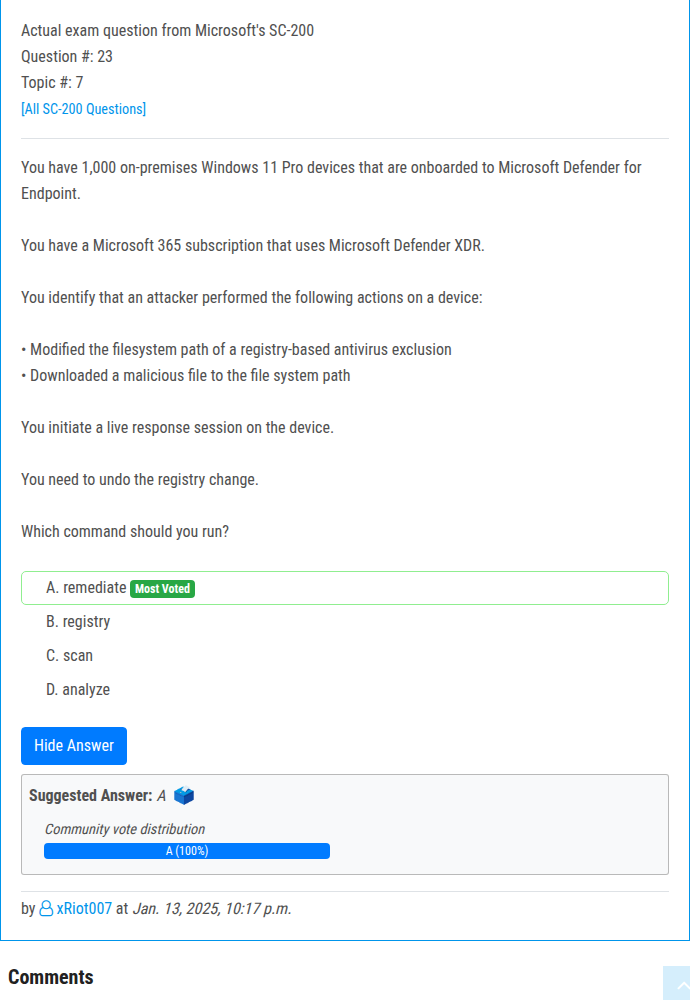 Actual exam question from Microsoft's SC-200
Question #: 23
Topic #: 7
[All SC-200 Questions]
You have 1,000 on-premises Windows 11 Pro devices that are onboarded to Microsoft Defender for
Endpoint.
You have a Microsoft 365 subscription that uses Microsoft Defender XDR.
You identify that an attacker performed the following actions on a device:
• Modified the filesystem path of a registry-based antivirus exclusion
• Downloaded a malicious file to the file system path
You initiate a live response session on the device.
You need to undo the registry change.
Which command should you run?
A. remediate Most Voted
B. registry
C. scan
D. analyze
Hide Answer
Suggested Answer: A
Community vote distribution
A (100%)
by xRiot007 at Jan. 13, 2025, 10:17 p.m.
Comments